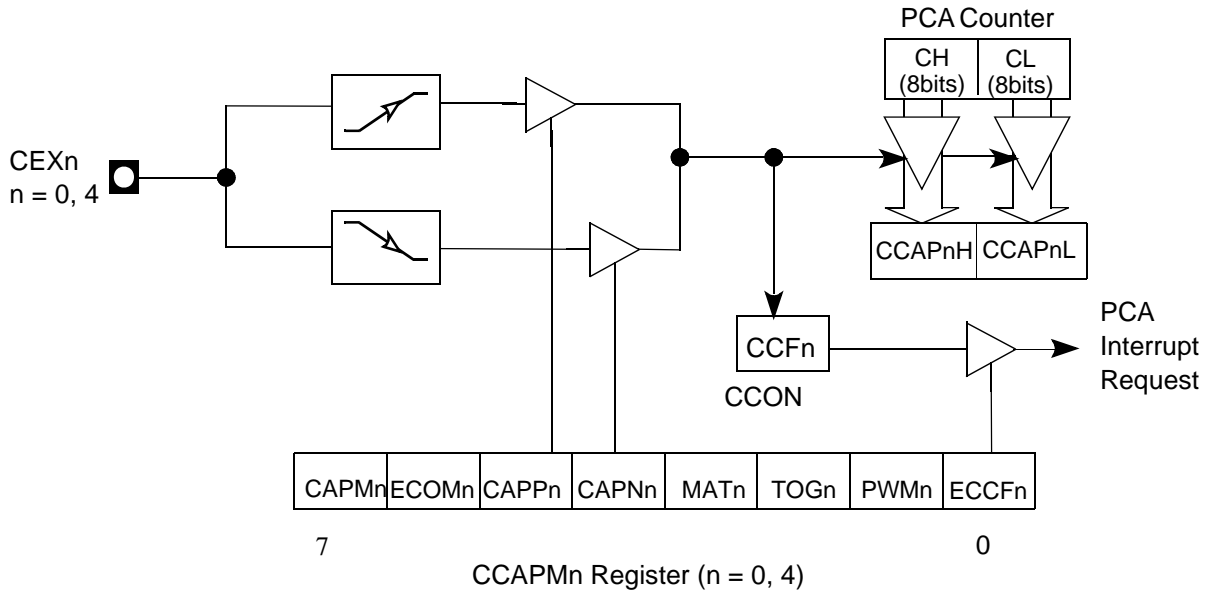 PCA Counter
CH
(8bits)
CL
(8bits)
CEXn
n = 0, 4
CCAPnH
CCAPnL
CCFn
CCON
PCA
Interrupt
Request
CAPMn
ECOMn
CAPPn
CAPNn
MATn
TOGn
PWMn
ECCFn
7
0
CCAPMn Register (n = 0, 4)